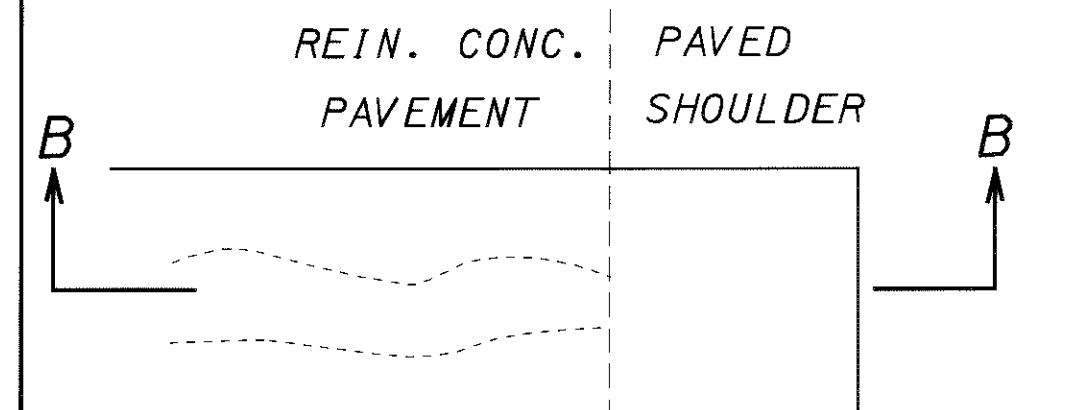 REIN. CONC.
PAVEMENT
PAVED
SHOULDER
B
B